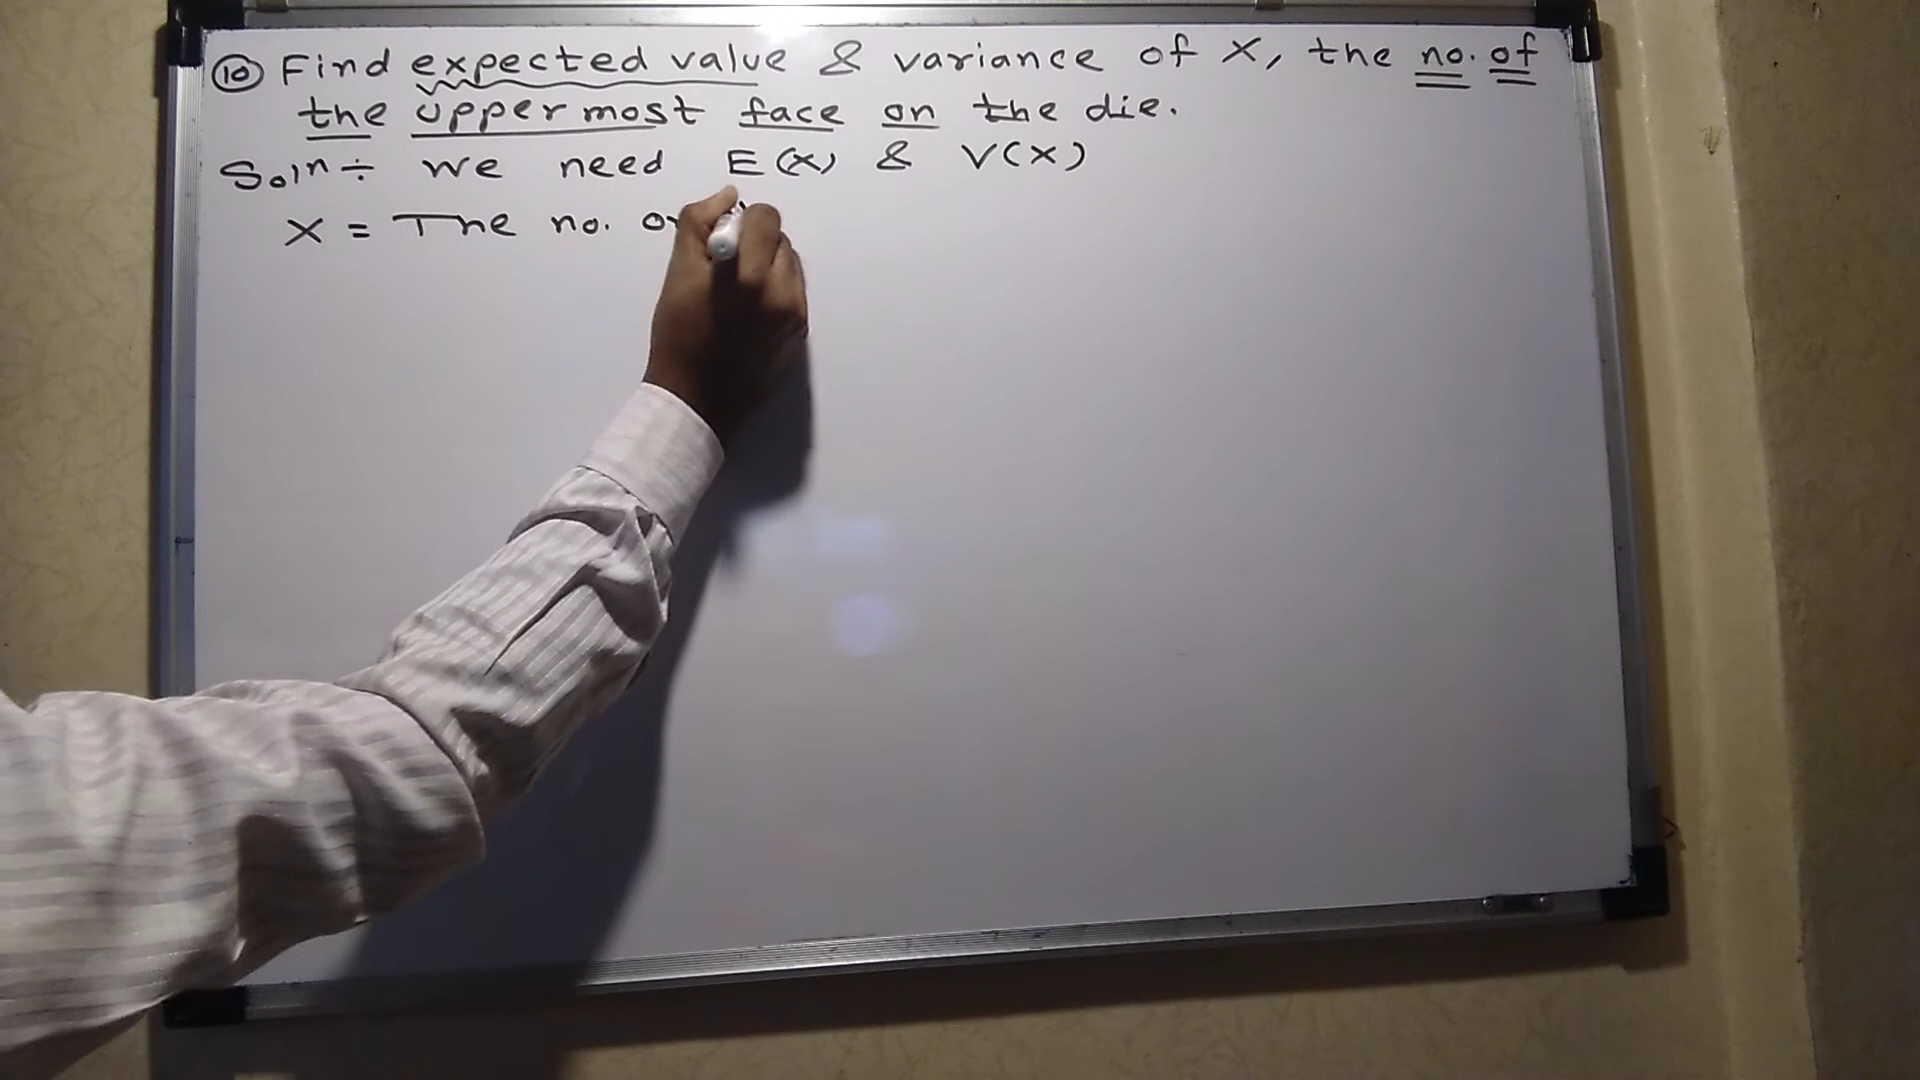 10 Find expected value & variance of X, the no. of
the uppermost face on the die.
Soln ÷ we need E(X) & V(X)
X = The no.